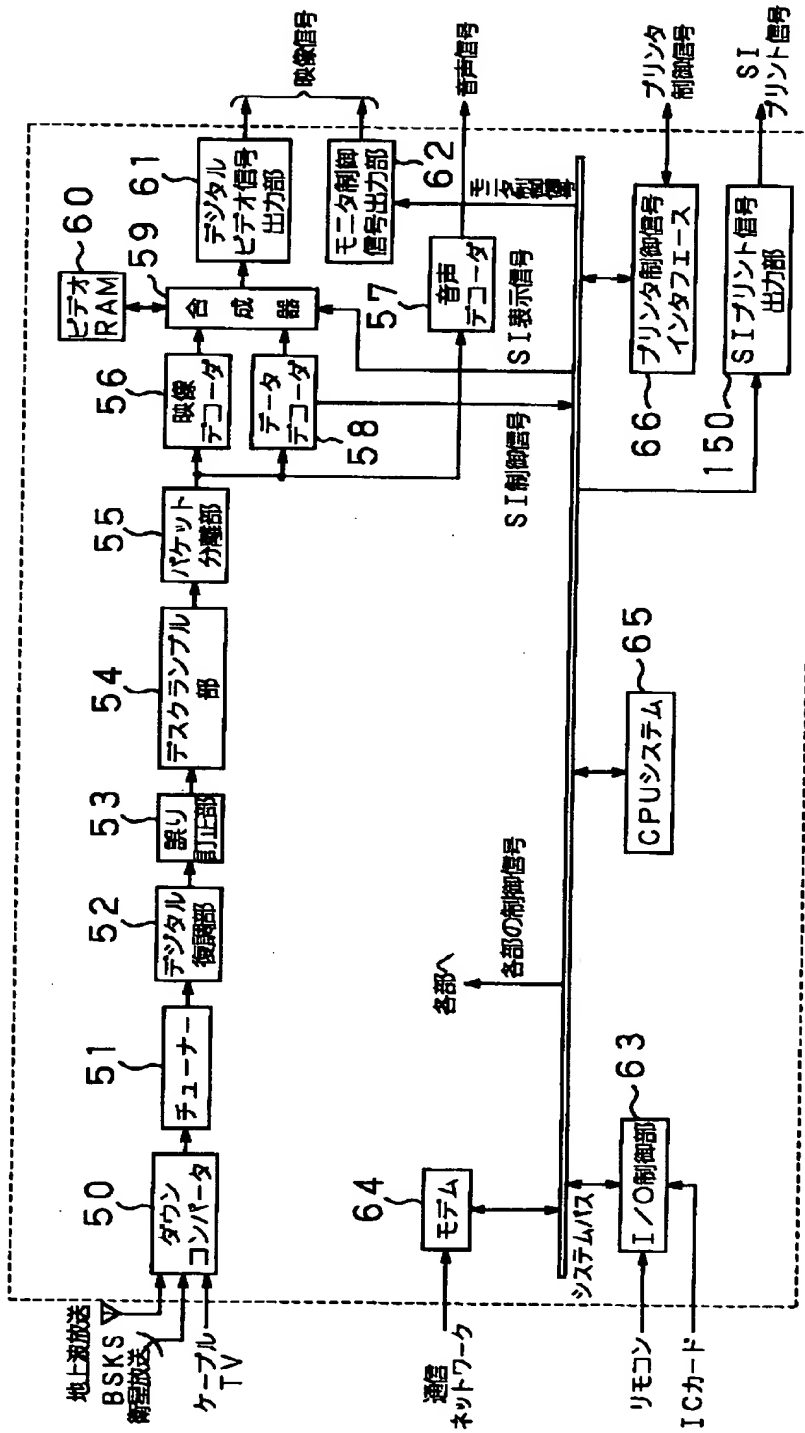 地上波放送
BSKS
衛星放送
ケーブル
TV
50
ダウン
コンバータ
51
チューナー
52
デジタル
復調部
53
誤り
訂正部
54
デスクランブル
部
55
パケット
分離部
56
映像
デコーダ
データ
デコーダ
58
59
合成器
60
ビデオ
RAM
61
デジタル
ビデオ信号
出力部
モニタ制御
信号出力部
62
映像信号
57
音声
デコーダ
音声信号
モニタ
制御信号
SI表示信号
SI制御信号
通信
ネットワーク
64
モデム
各部へ
各部の制御信号
システムバス
リモコン
ICカード
I/O制御部
63
CPUシステム
65
66
プリンタ制御信号
インタフェース
プリンタ
制御信号
150
SIプリント信号
出力部
SI
プリント信号